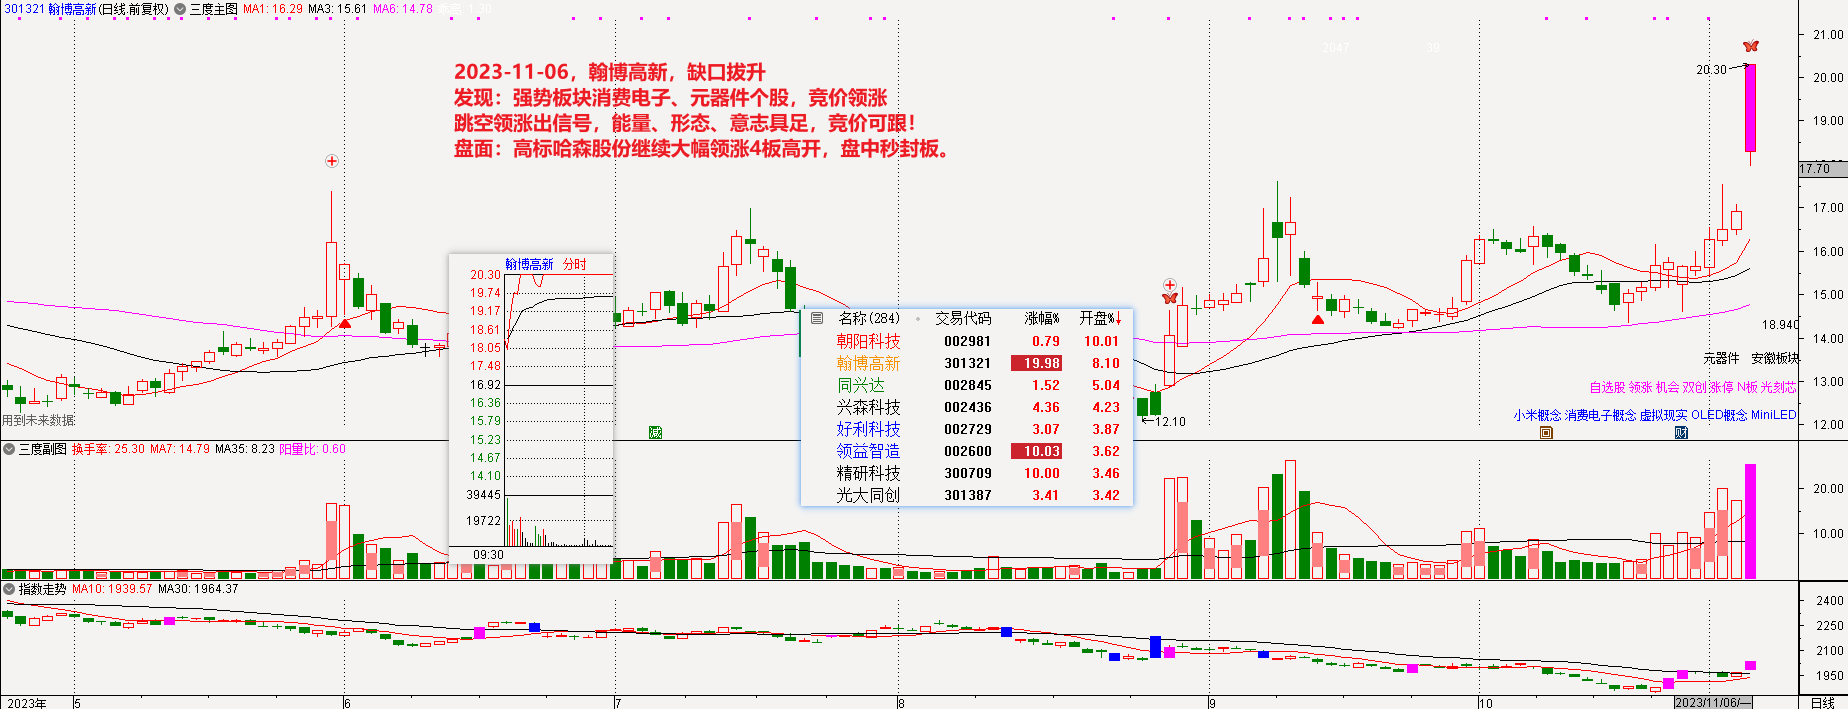 301321 翰博高新(日线.前复权) 三度主图 MA1: 16.29 MA3: 15.61 MA6: 14.78 乖离: 1.30
2047 39
21.00
20.00
19.00
17.70
17.00
16.00
15.00
14.00
13.00
12.00
20.30
2023-11-06，翰博高新，缺口拔升
发现：强势板块消费电子、元器件个股，竞价领涨
跳空领涨出信号，能量、形态、意志具足，竞价可跟！
盘面：高标哈森股份继续大幅领涨4板高开，盘中秒封板。
翰博高新 分时
20.30
19.74
19.17
18.61
18.05
17.48
16.92
16.36
15.79
15.23
14.67
14.10
39445
19722
09:30
名称(284) 交易代码 涨幅% 开盘%↓
朝阳科技 002981 0.79 10.01
翰博高新 301321 19.98 8.10
同兴达 002845 1.52 5.04
兴森科技 002436 4.36 4.23
好利科技 002729 3.07 3.87
领益智造 002600 10.03 3.62
精研科技 300709 10.00 3.46
光大同创 301387 3.41 3.42
←12.10
18.940
元器件 安徽板块
自选股 领涨 机会 双创 涨停 N板 光刻芯
小米概念 消费电子概念 虚拟现实 OLED概念 MiniLED
用到未来数据
减
回
财
三度副图 换手率: 25.30 MA7: 14.79 MA35: 8.23 阳量比: 0.60
20.00
10.00
指数走势 MA10: 1939.57 MA30: 1964.37
2400
2250
2100
1950
2023年 5 6 7 8 9 10 2023/11/06/一 日线